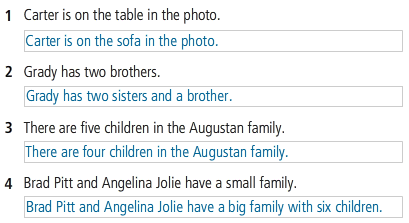 1 Carter is on the table in the photo.
Carter is on the sofa in the photo.
2 Grady has two brothers.
Grady has two sisters and a brother.
3 There are five children in the Augustan family.
There are four children in the Augustan family.
4 Brad Pitt and Angelina Jolie have a small family.
Brad Pitt and Angelina Jolie have a big family with six children.